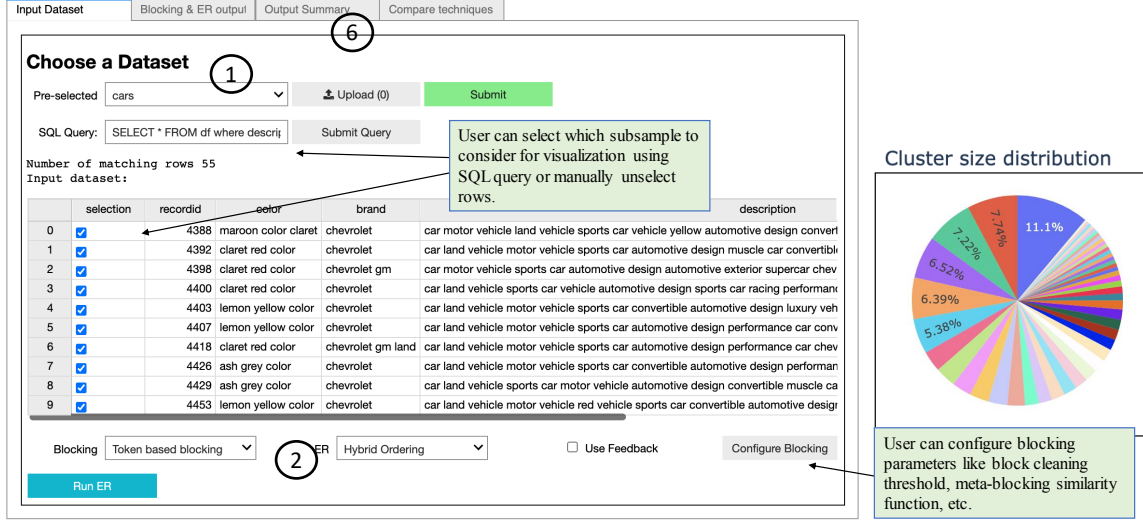 Input Dataset Blocking & ER output Output Summary Compare techniques
6
Choose a Dataset
1
Pre-selected cars Upload (0) Submit
SQL Query: SELECT * FROM df where descrip Submit Query
User can select which subsample to
consider for visualization using
SQL query or manually unselect
rows.
Number of matching rows 55
Input dataset:
selection recordid color brand description
0 4388 maroon color claret chevrolet car motor vehicle land vehicle sports car vehicle yellow automotive design convert
1 4392 claret red color chevrolet car land vehicle motor vehicle sports car automotive design muscle car convertible
2 4398 claret red color chevrolet gm car motor vehicle sports car automotive design automotive exterior supercar chev
3 4400 claret red color chevrolet car land vehicle sports car vehicle automotive design sports car racing performanc
4 4403 lemon yellow color chevrolet car land vehicle motor vehicle sports car convertible automotive design luxury veh
5 4407 lemon yellow color chevrolet car land vehicle motor vehicle sports car automotive design performance car conv
6 4418 claret red color chevrolet gm land car land vehicle motor vehicle sports car automotive design performance car chev
7 4426 ash grey color chevrolet car land vehicle motor vehicle sports car convertible automotive design performan
8 4429 ash grey color chevrolet car land vehicle sports car motor vehicle automotive design convertible muscle ca
9 4453 lemon yellow color chevrolet car land vehicle motor vehicle red vehicle sports car convertible automotive desigr
Blocking Token based blocking 2 ER Hybrid Ordering Use Feedback Configure Blocking
Run ER
Cluster size distribution
11.1%
7.74%
7.22%
6.52%
6.39%
5.38%
User can configure blocking
parameters like block cleaning
threshold, meta-blocking similarity
function, etc.